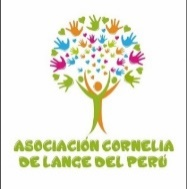 ASOCIACIÓN CORNELIA
DE LANGE DEL PERÚ